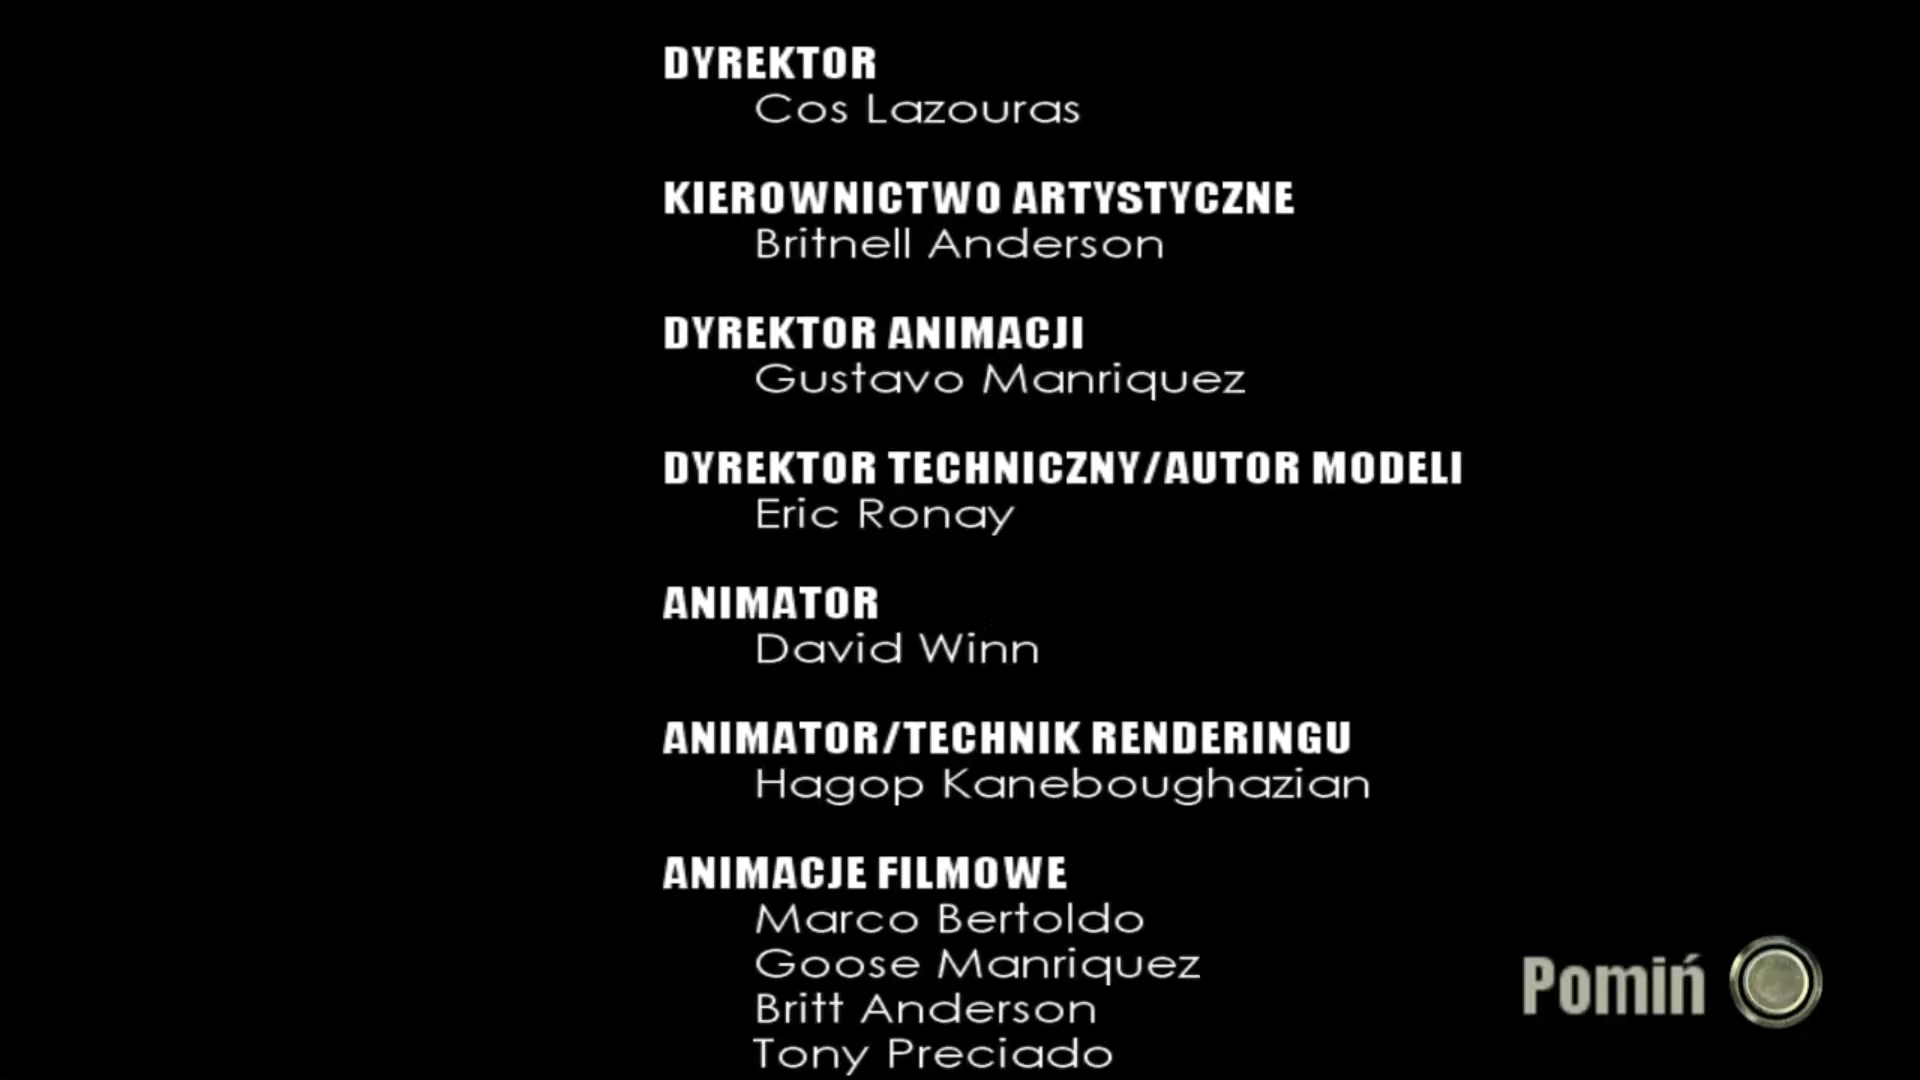 DYREKTOR
Cos Lazouras
KIEROWNICTWO ARTYSTYCZNE
Britnell Anderson
DYREKTOR ANIMACJI
Gustavo Manriquez
DYREKTOR TECHNICZNY/AUTOR MODELI
Eric Ronay
ANIMATOR
David Winn
ANIMATOR/TECHNIK RENDERINGU
Hagop Kaneboughazian
ANIMACJE FILMOWE
Marco Bertoldo
Goose Manriquez
Britt Anderson
Tony Preciado
Pomiń